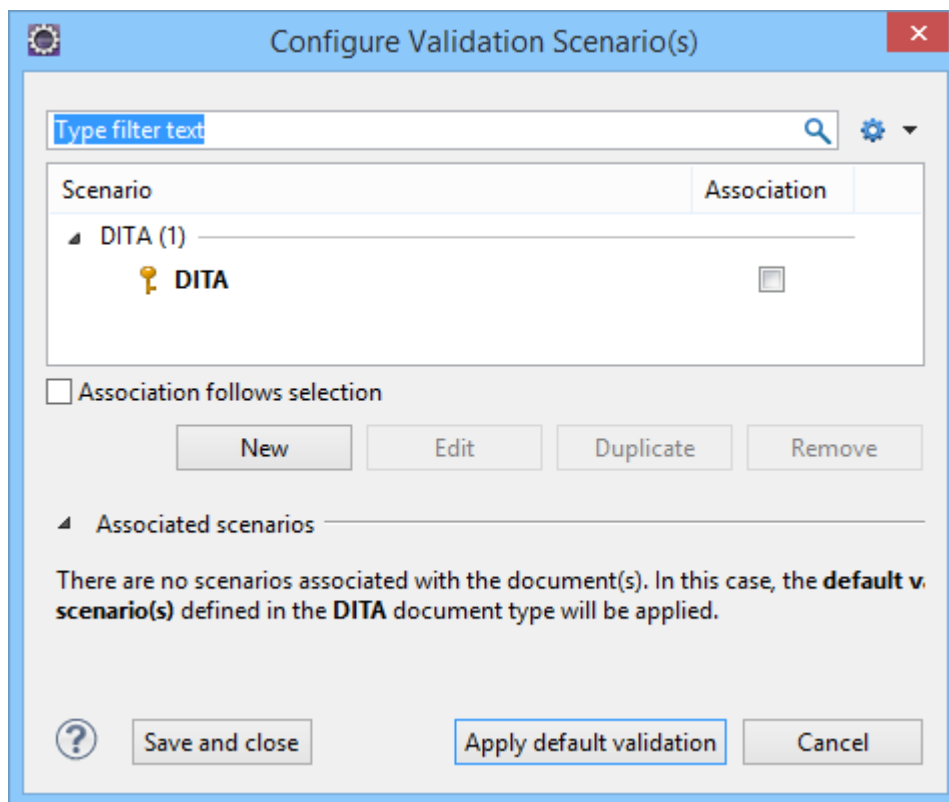 Configure Validation Scenario(s)
Type filter text
Scenario Association
DITA (1)
DITA
Association follows selection
New Edit Duplicate Remove
Associated scenarios
There are no scenarios associated with the document(s). In this case, the default
scenario(s) defined in the DITA document type will be applied.
Save and close Apply default validation Cancel